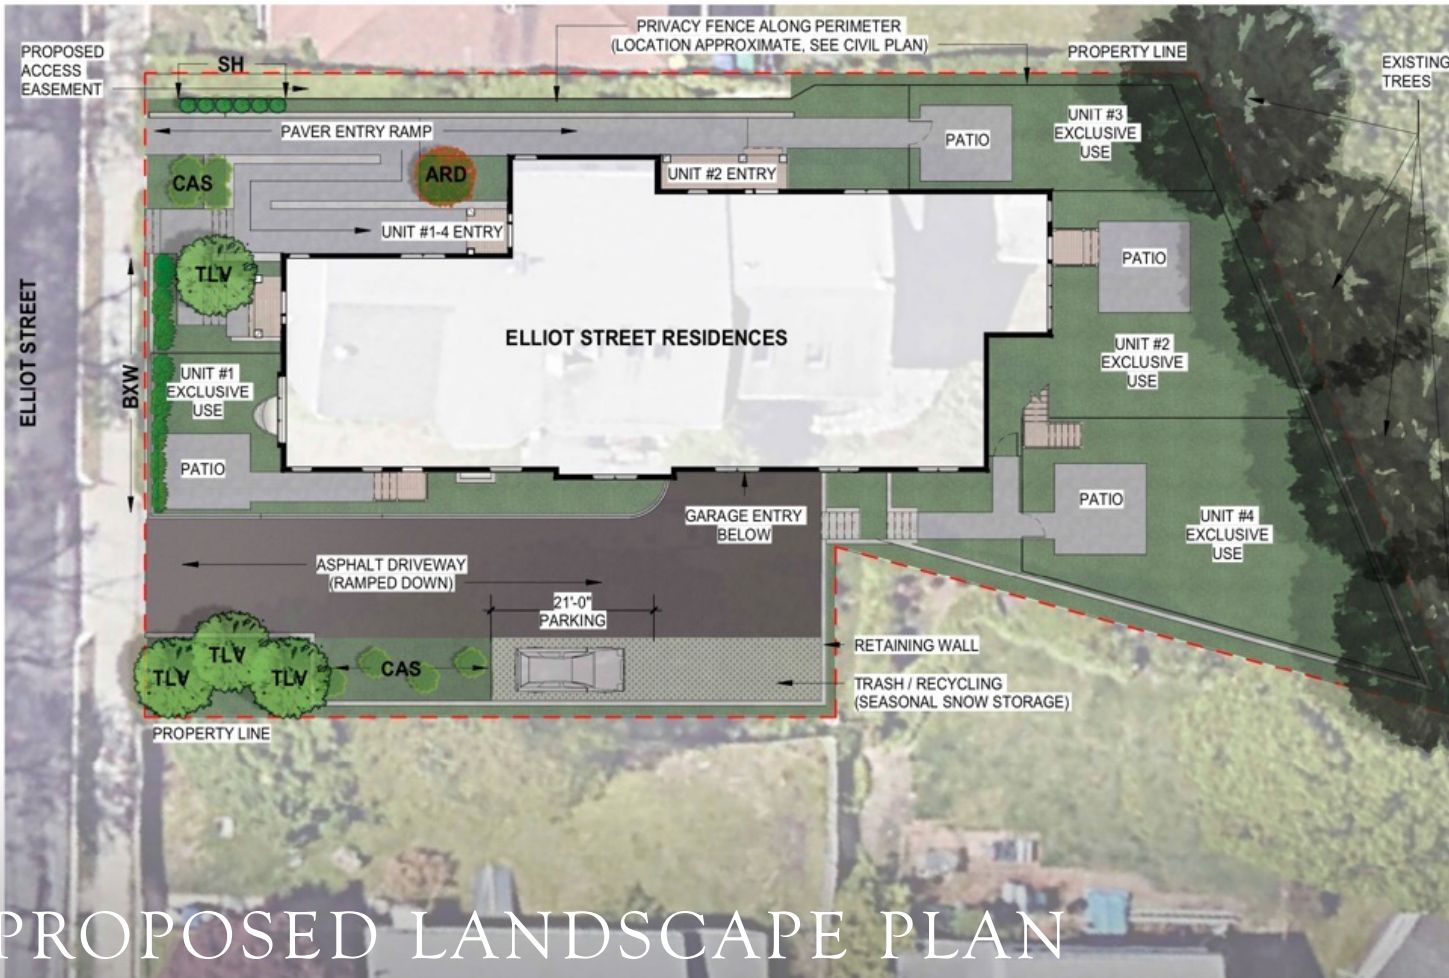 PRIVACY FENCE ALONG PERIMETER
(LOCATION APPROXIMATE, SEE CIVIL PLAN)
PROPERTY LINE
PROPOSED
ACCESS
EASEMENT
SH
EXISTING
TREES
PAVER ENTRY RAMP
PATIO
UNIT #3
EXCLUSIVE
USE
CAS
ARD
UNIT #2 ENTRY
UNIT #1-4 ENTRY
TLV
PATIO
ELLIOT STREET
BXW
ELLIOT STREET RESIDENCES
UNIT #2
EXCLUSIVE
USE
UNIT #1
EXCLUSIVE
USE
PATIO
PATIO
GARAGE ENTRY
BELOW
UNIT #4
EXCLUSIVE
USE
ASPHALT DRIVEWAY
(RAMPED DOWN)
21'-0"
PARKING
TLV
TLV
TLV
CAS
RETAINING WALL
TRASH / RECYCLING
(SEASONAL SNOW STORAGE)
PROPERTY LINE
PROPOSED LANDSCAPE PLAN